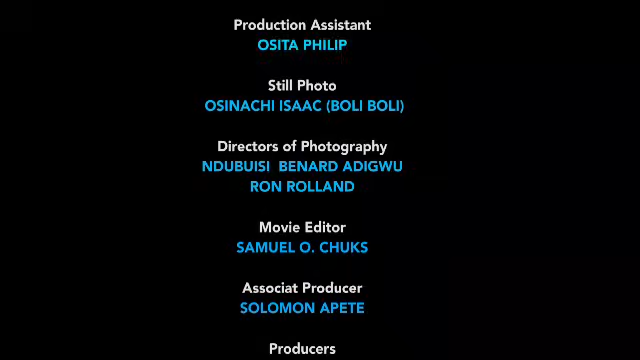 Production Assistant
OSITA PHILIP
Still Photo
OSINACHI ISAAC (BOLI BOLI)
Directors of Photography
NDUBUISI BENARD ADIGWU
RON ROLLAND
Movie Editor
SAMUEL O. CHUKS
Associat Producer
SOLOMON APETE
Producers